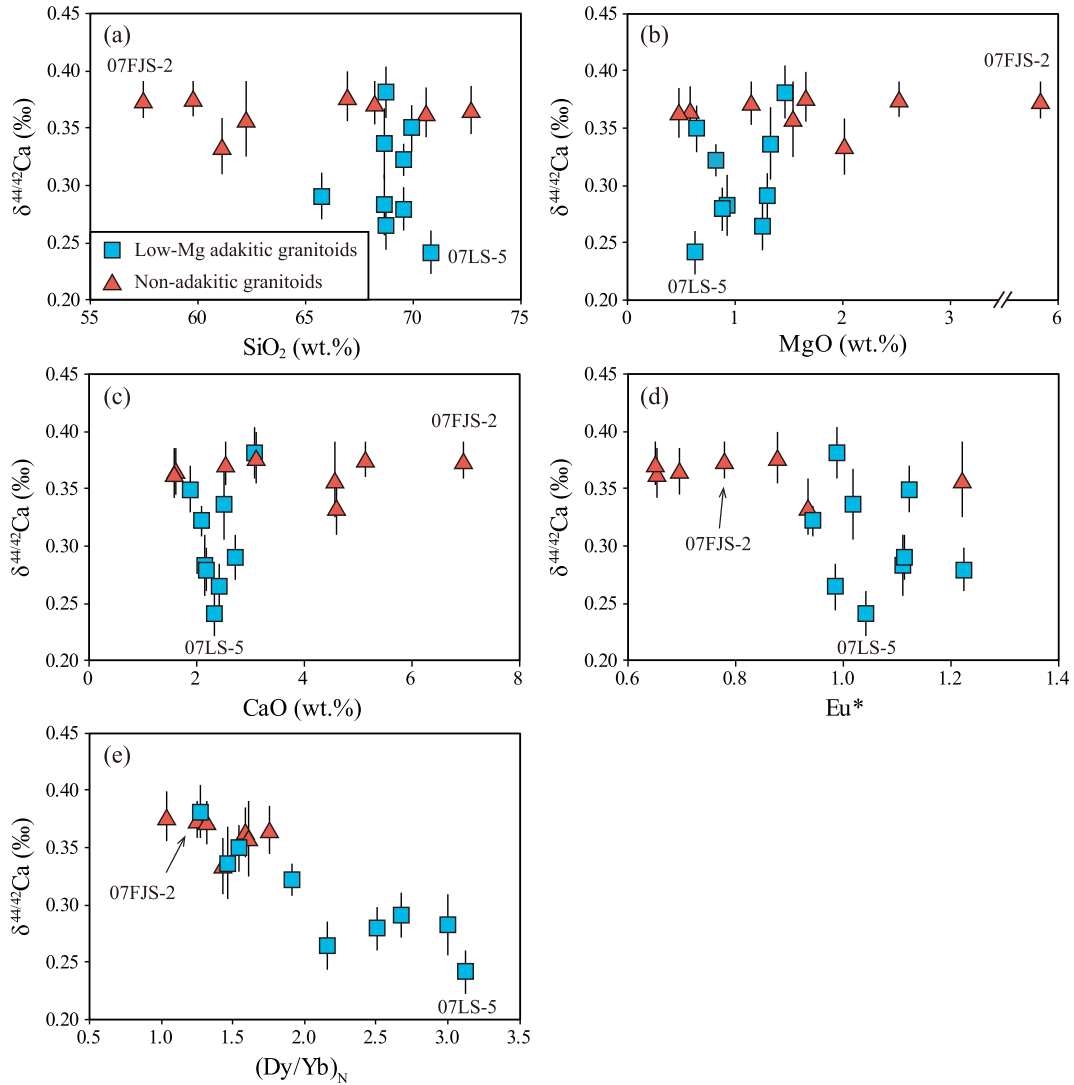 (a)
07FJS-2
0.45
0.40
0.35
0.30
0.25
0.20
δ44/42Ca (‰)
Low-Mg adakitic granitoids
Non-adakitic granitoids
07LS-5
55 60 65 70 75
SiO2 (wt.%)
(b)
07FJS-2
0.45
0.40
0.35
0.30
0.25
0.20
δ44/42Ca (‰)
07LS-5
0 1 2 3 6
MgO (wt.%)
(c)
07FJS-2
0.45
0.40
0.35
0.30
0.25
0.20
δ44/42Ca (‰)
07LS-5
0 2 4 6 8
CaO (wt.%)
(d)
0.45
0.40
0.35
0.30
0.25
0.20
δ44/42Ca (‰)
07FJS-2
07LS-5
0.6 0.8 1.0 1.2 1.4
Eu*
(e)
0.45
0.40
0.35
0.30
0.25
0.20
δ44/42Ca (‰)
07FJS-2
07LS-5
1.0 1.5 2.0 2.5 3.0 3.5
(Dy/Yb)N